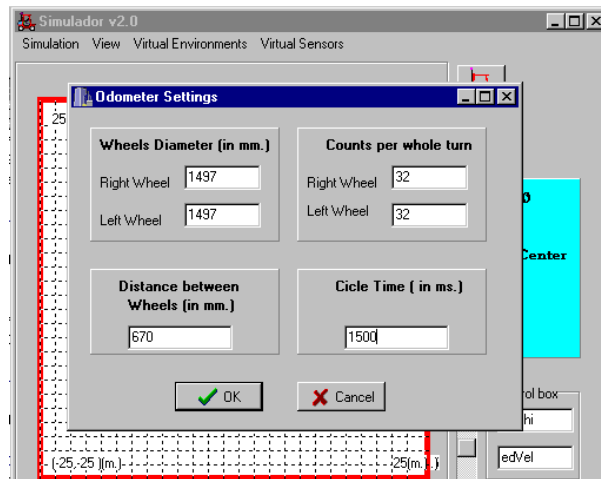 Simulador v2.0
Simulation View Virtual Environments Virtual Sensors
Odometer Settings
25
Wheels Diameter (in mm.)
Right Wheel 1497
Left Wheel 1497
Counts per whole turn
Right Wheel 32
Left Wheel 32
Center
Distance between
Wheels (in mm.)
670
Cicle Time ( in ms.)
1500
OK
Cancel
rol box
hi
edVel
(-25,-25 )(m.)
25(m.)